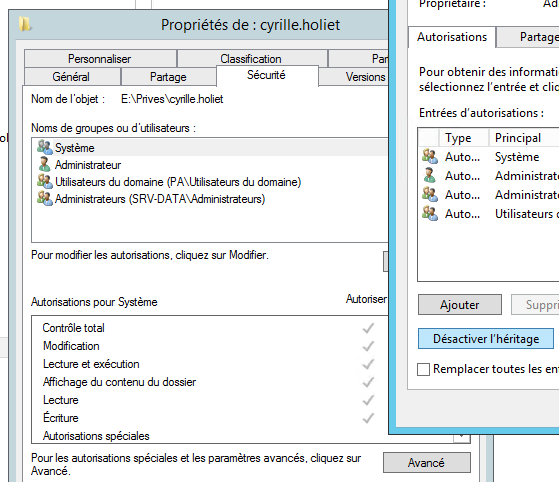 Propriétés de : cyrille.holiet
Personnaliser
Classification
Général
Partage
Sécurité
Versions
Nom de l'objet : E:\Prives\cyrille.holiet
Noms de groupes ou d'utilisateurs :
Système
Administrateur
Utilisateurs du domaine (PA\Utilisateurs du domaine)
Administrateurs (SRV-DATA\Administrateurs)
Pour modifier les autorisations, cliquez sur Modifier.
Autorisations pour Système
Autoriser
Contrôle total
Modification
Lecture et exécution
Affichage du contenu du dossier
Lecture
Écriture
Autorisations spéciales
Pour les autorisations spéciales et les paramètres avancés, cliquez sur
Avancé.
Avancé
Propriétaire :
Autorisations
Partage
Pour obtenir des informati
sélectionnez l'entrée et clic
Entrées d'autorisations :
Type Principal
Auto... Système
Auto... Administrate
Auto... Administrate
Auto... Utilisateurs
Ajouter
Suppri
Désactiver l'héritage
Remplacer toutes les en